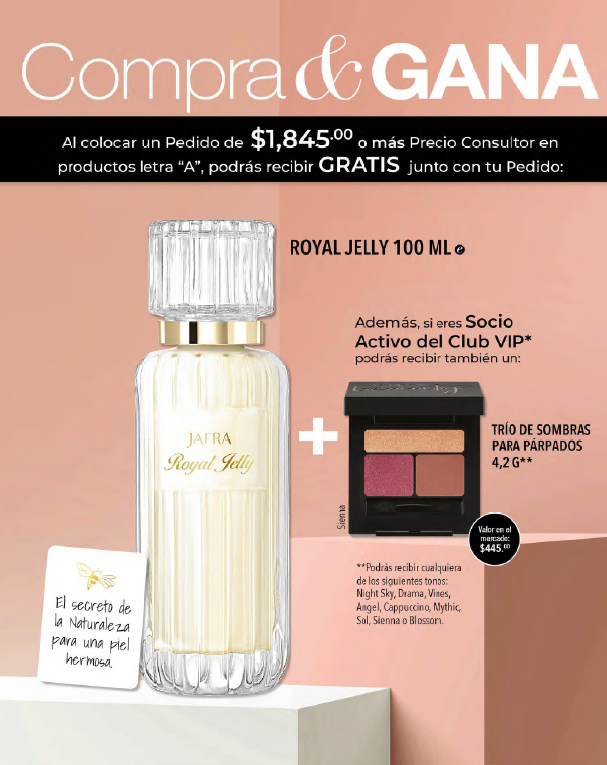 Compra & GANA
Al colocar un Pedido de $1,845.00 o más Precio Consultor en
productos letra "A", podrás recibir GRATIS junto con tu Pedido:
ROYAL JELLY 100 ML
Además, si eres Socio
Activo del Club VIP*
podrás recibir también un:
JAFRA
Royal Jelly
TRÍO DE SOMBRAS
PARA PÁRPADOS
4,2 G**
Sienna
Valor en el
mercado:
$445.00
**Podrás recibir cualquiera
de los siguientes tonos:
Night Sky, Drama, Vines,
Angel, Cappuccino, Mythic,
Sol, Sienna o Blossom.
El secreto de
la Naturaleza
para una piel
hermosa.